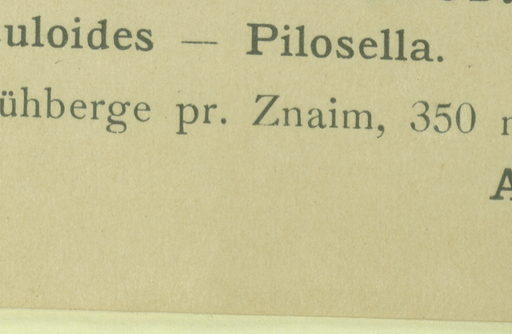 uloides — Pilosella.
ühberge pr. Znaim, 350